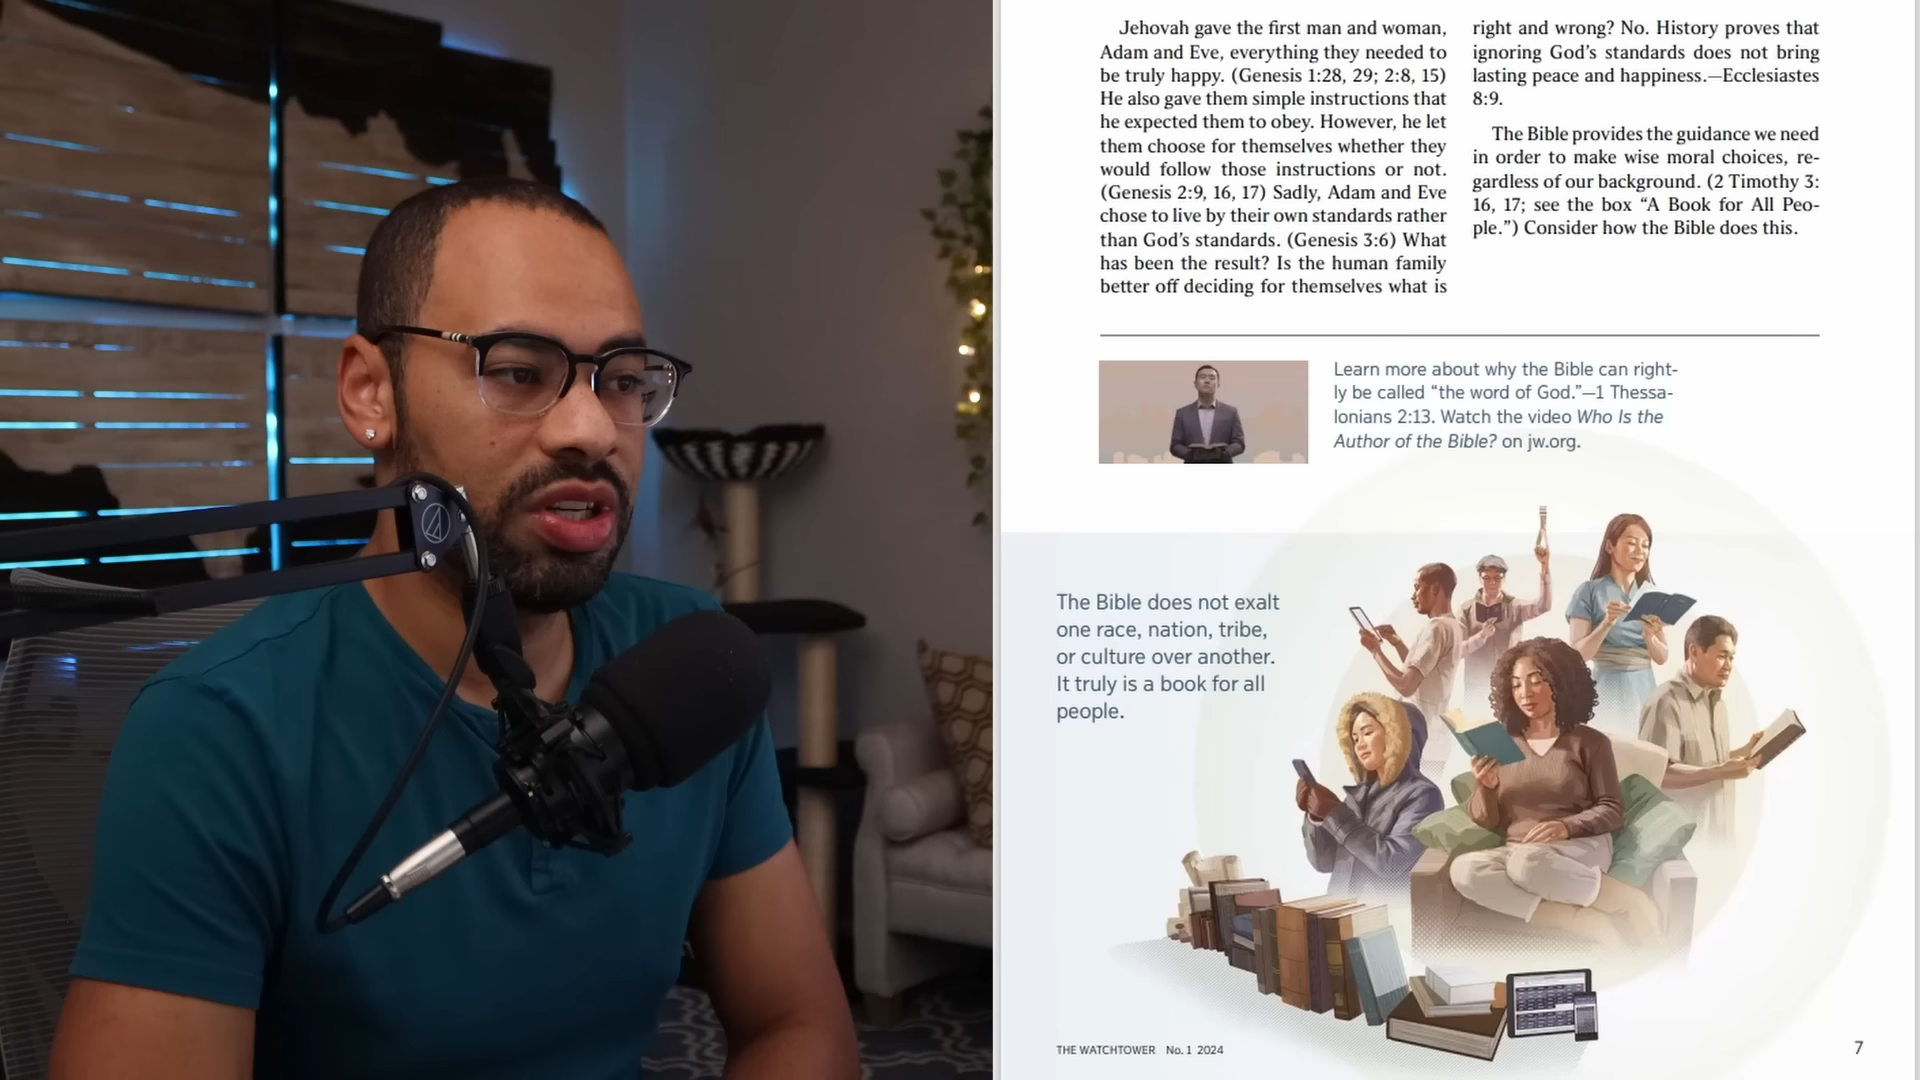 Jehovah gave the first man and woman,
Adam and Eve, everything they needed to
be truly happy. (Genesis 1:28, 29; 2:8, 15)
He also gave them simple instructions that
he expected them to obey. However, he let
them choose for themselves whether they
would follow those instructions or not.
(Genesis 2:9, 16, 17) Sadly, Adam and Eve
chose to live by their own standards rather
than God’s standards. (Genesis 3:6) What
has been the result? Is the human family
better off deciding for themselves what is
right and wrong? No. History proves that
ignoring God’s standards does not bring
lasting peace and happiness.—Ecclesiastes
8:9.
The Bible provides the guidance we need
in order to make wise moral choices, re-
gardless of our background. (2 Timothy 3:
16, 17; see the box “A Book for All Peo-
ple.”) Consider how the Bible does this.
Learn more about why the Bible can right-
ly be called “the word of God.”—1 Thessa-
lonians 2:13. Watch the video Who Is the
Author of the Bible? on jw.org.
The Bible does not exalt
one race, nation, tribe,
or culture over another.
It truly is a book for all
people.
THE WATCHTOWER No. 1 2024
7